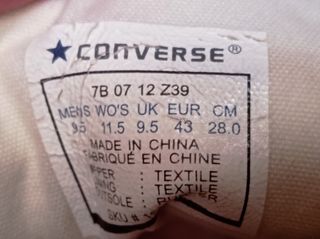 CONVERSE®
7B 07 12 Z39
MENS WO'S UK EUR CM
9.5 11.5 9.5 43 28.0
MADE IN CHINA
FABRIQUÉ EN CHINE
: TEXTILE
: TEXTILE
:
SKU #